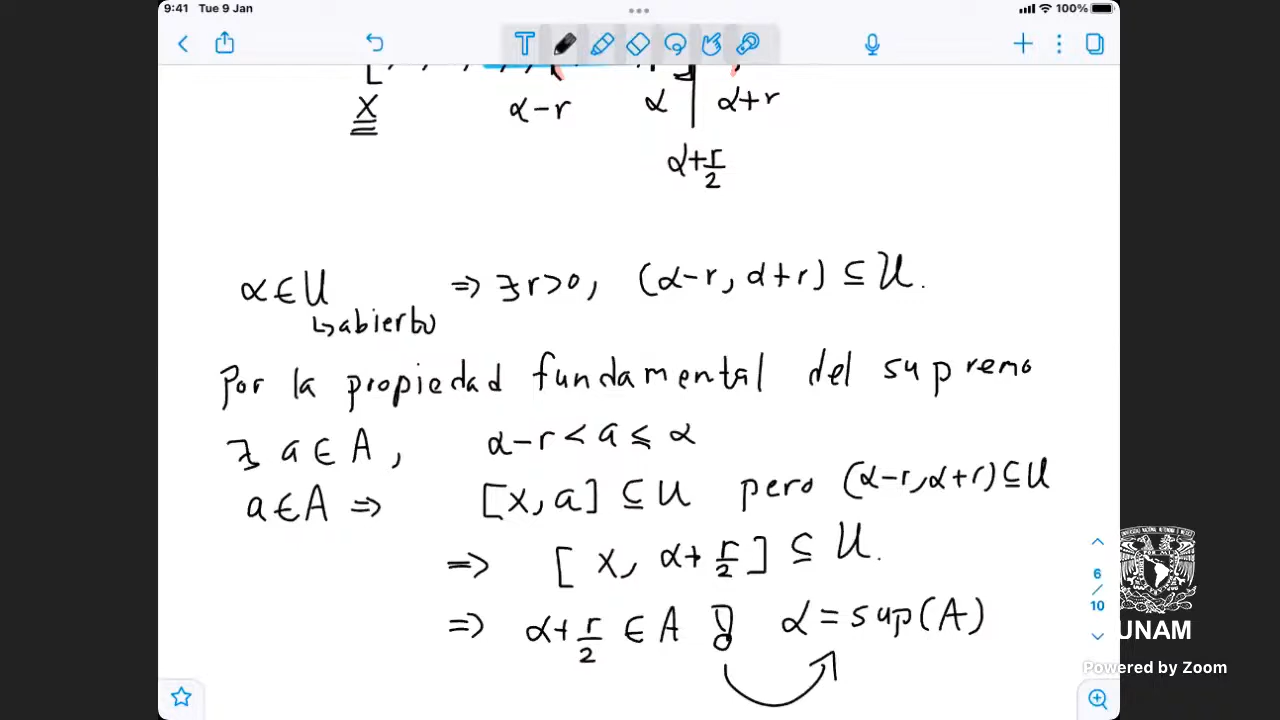 9:41 Tue 9 Jan
100%
X
α-r α α+r
α+r/2
α∈U ⇒ ∃r>0, (α-r, α+r) ⊆ U.
↳abierto
Por la propiedad fundamental del supremo
∃ a ∈ A, α-r < a ≤ α
a∈A ⇒ [x, a] ⊆ U pero (α-r, α+r) ⊆ U
⇒ [x, α+r/2] ⊆ U.
⇒ α+r/2 ∈ A α = sup(A)
6
/
10
UNAM
Powered by Zoom